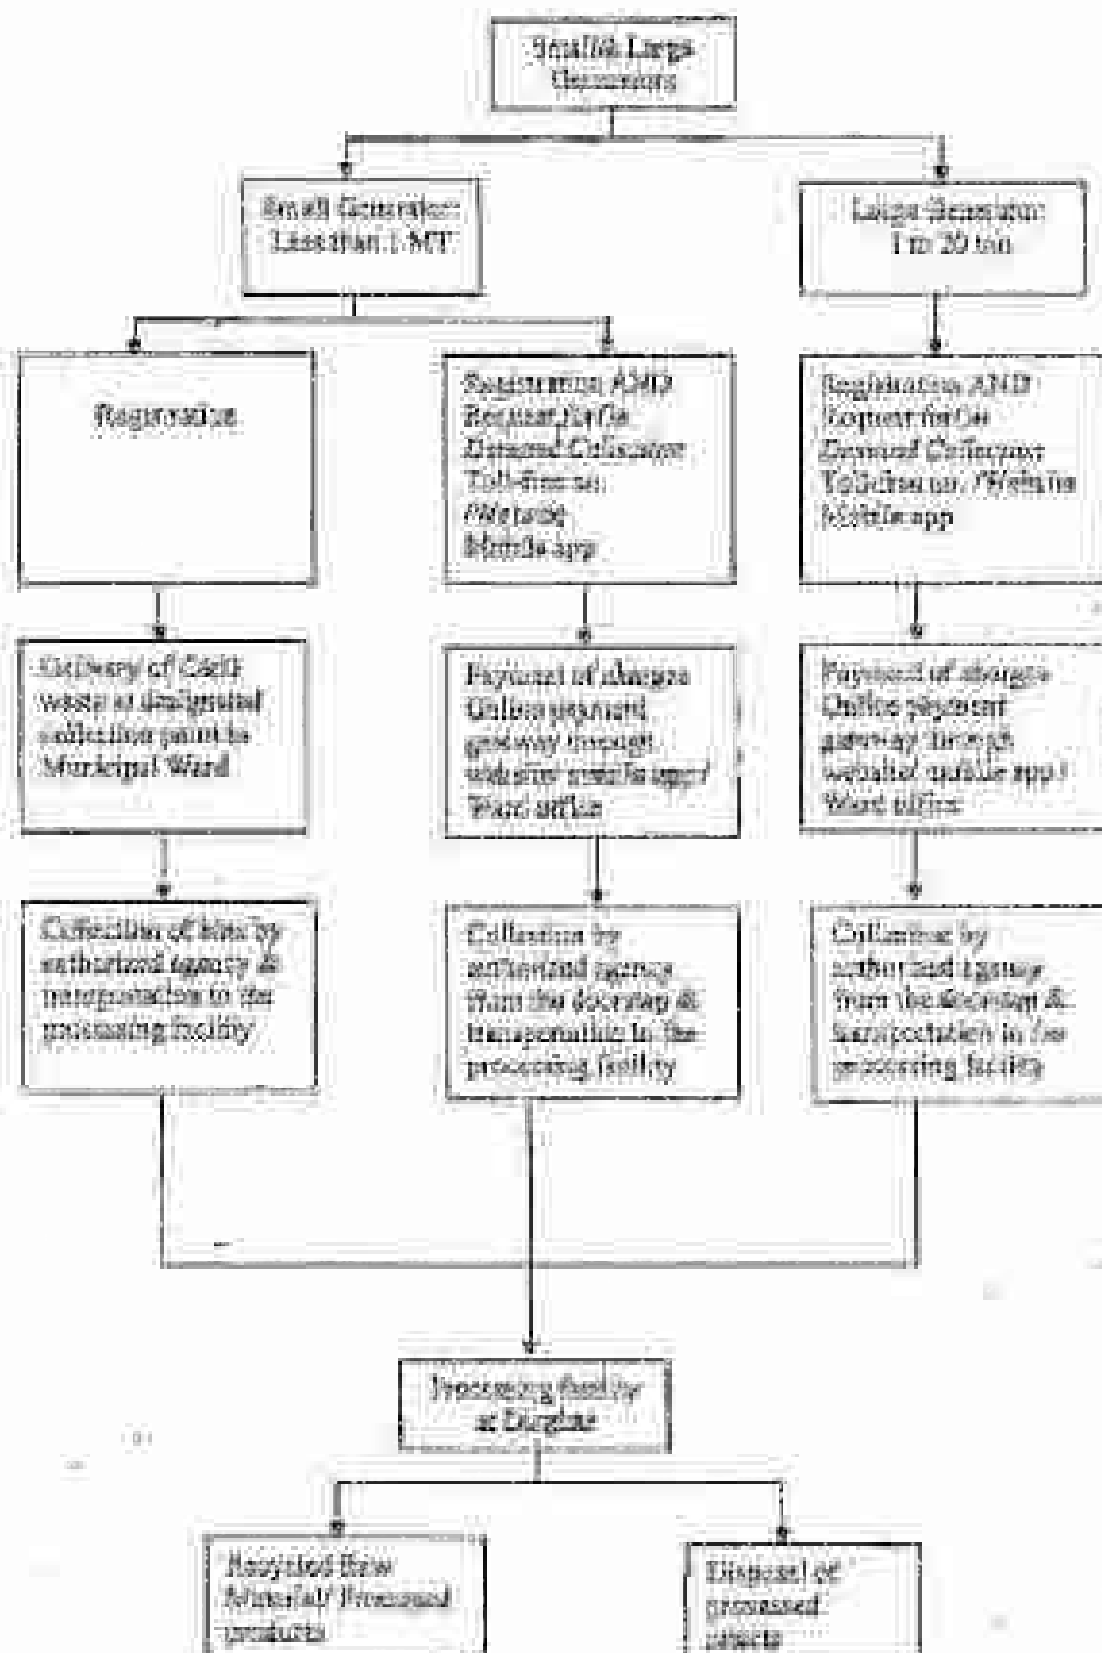 Small& Large
Generators
Small Generator:
Less than 1 MT
Large Generator:
1 to 20 ton
Registration
Registration AND
Request for On
Demand Collection
Toll-free no.
/Website
Mobile app
Registration AND
Request for On
Demand Collection
Toll-free no. /Website
Mobile app
Delivery of C&D
waste at designated
collection point in
Municipal Ward
Payment of charges
Online payment
gateway through
website/ mobile app /
Ward office
Payment of charges
Online payment
gateway through
website/ mobile app /
Ward office
Collection of bins by
authorized agency &
transportation to the
processing facility
Collection by
authorized agency
from the doorstep &
transportation to the
processing facility
Collection by
authorized agency
from the doorstep &
transportation to the
processing facility
Processing facility
at
Recycled Raw
Material/ Processed
products
Disposal of
processed
rejects